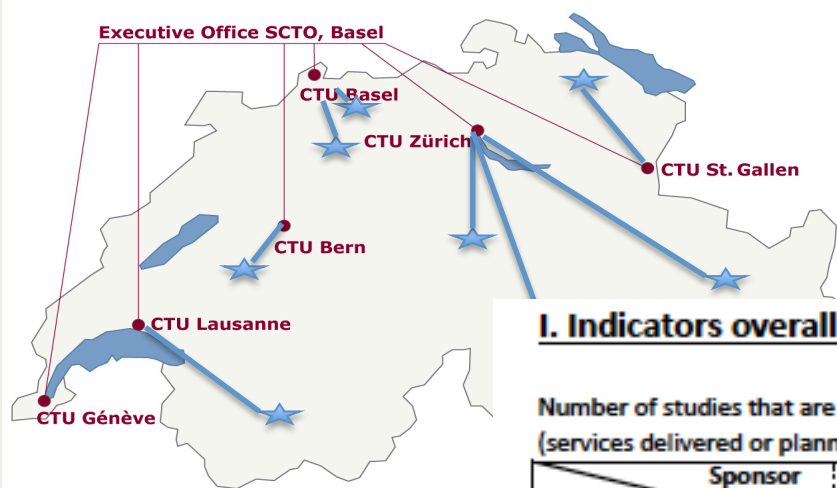 Executive Office SCTO, Basel
CTU Basel
CTU Zürich
CTU St. Gallen
CTU Bern
CTU Lausanne
CTU Génève
I. Indicators overall
Number of studies that are
(services delivered or plann
Sponsor